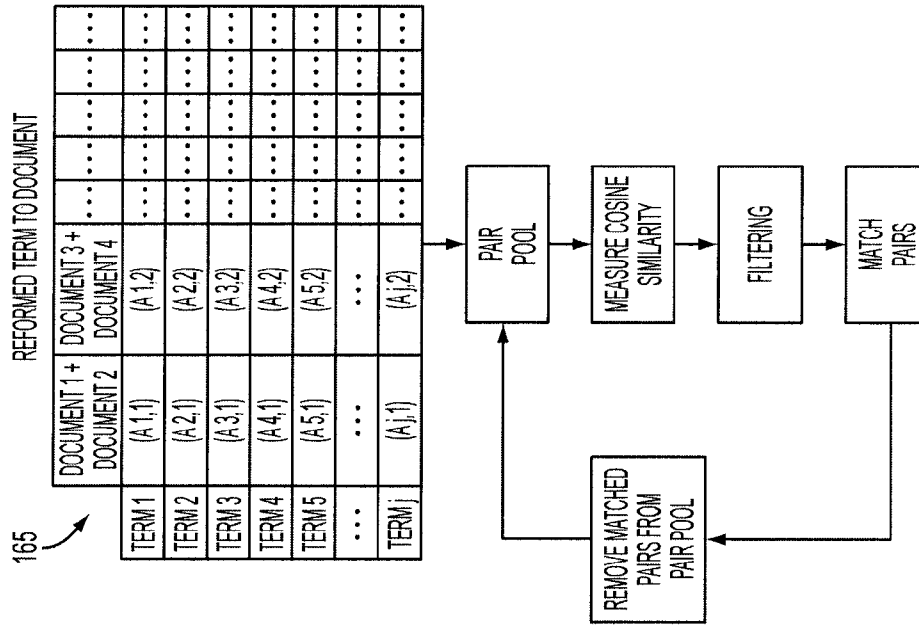 REFORMED TERM TO DOCUMENT
165
DOCUMENT 1 + DOCUMENT 3 + ••• ••• ••• ••• •••
DOCUMENT 2 DOCUMENT 4
TERM 1 (A 1,1) (A 1,2) ••• ••• ••• ••• •••
TERM 2 (A 2,1) (A 2,2) ••• ••• ••• ••• •••
TERM 3 (A 3,1) (A 3,2) ••• ••• ••• ••• •••
TERM 4 (A 4,1) (A 4,2) ••• ••• ••• ••• •••
TERM 5 (A 5,1) (A 5,2) ••• ••• ••• ••• •••
••• ••• ••• ••• ••• ••• ••• •••
TERM j (A j,1) (A j,2) ••• ••• ••• ••• •••
PAIR
POOL
MEASURE COSINE
SIMILARITY
FILTERING
MATCH
PAIRS
REMOVE MATCHED
PAIRS FROM
PAIR POOL